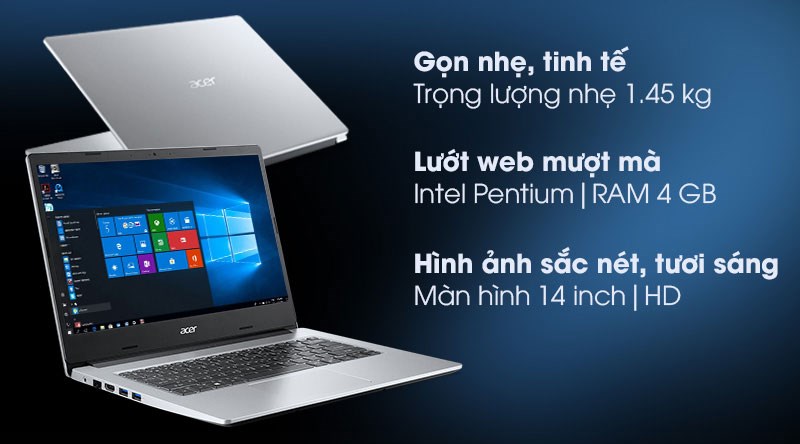 acer
Gọn nhẹ, tinh tế
Trọng lượng nhẹ 1.45 kg
Lướt web mượt mà
Intel Pentium | RAM 4 GB
Hình ảnh sắc nét, tươi sáng
Màn hình 14 inch | HD
acer